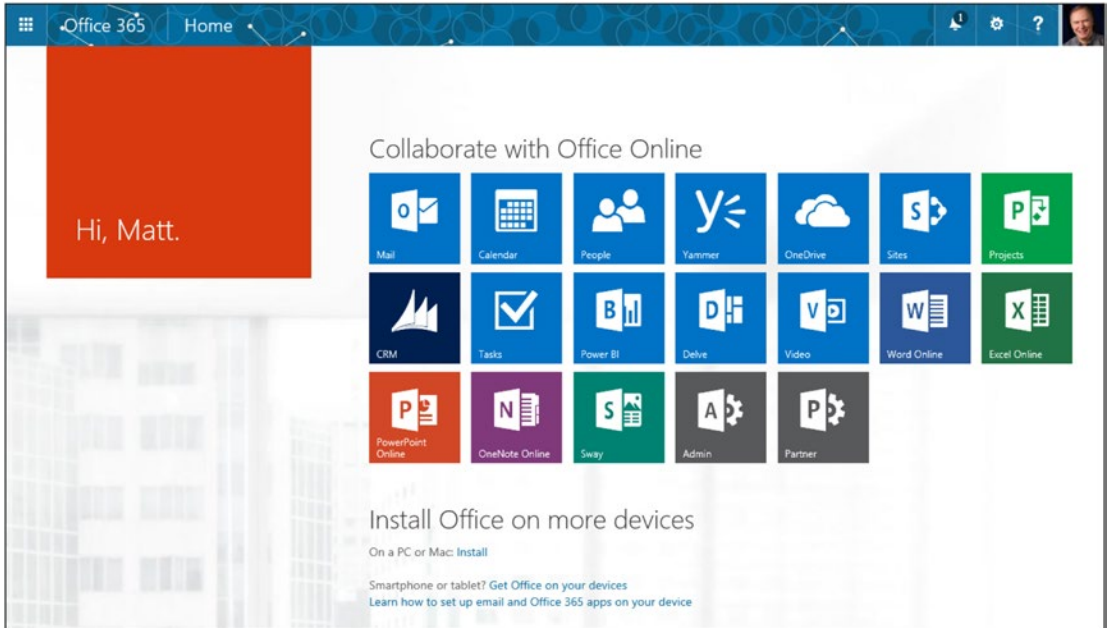 Office 365 Home 1 ?
Hi, Matt.
Collaborate with Office Online
Mail Calendar People Yammer OneDrive Sites Projects
CRM Tasks Power BI Delve Video Word Online Excel Online
PowerPoint
Online OneNote Online Sway Admin Partner
Install Office on more devices
On a PC or Mac: Install
Smartphone or tablet? Get Office on your devices
Learn how to set up email and Office 365 apps on your device